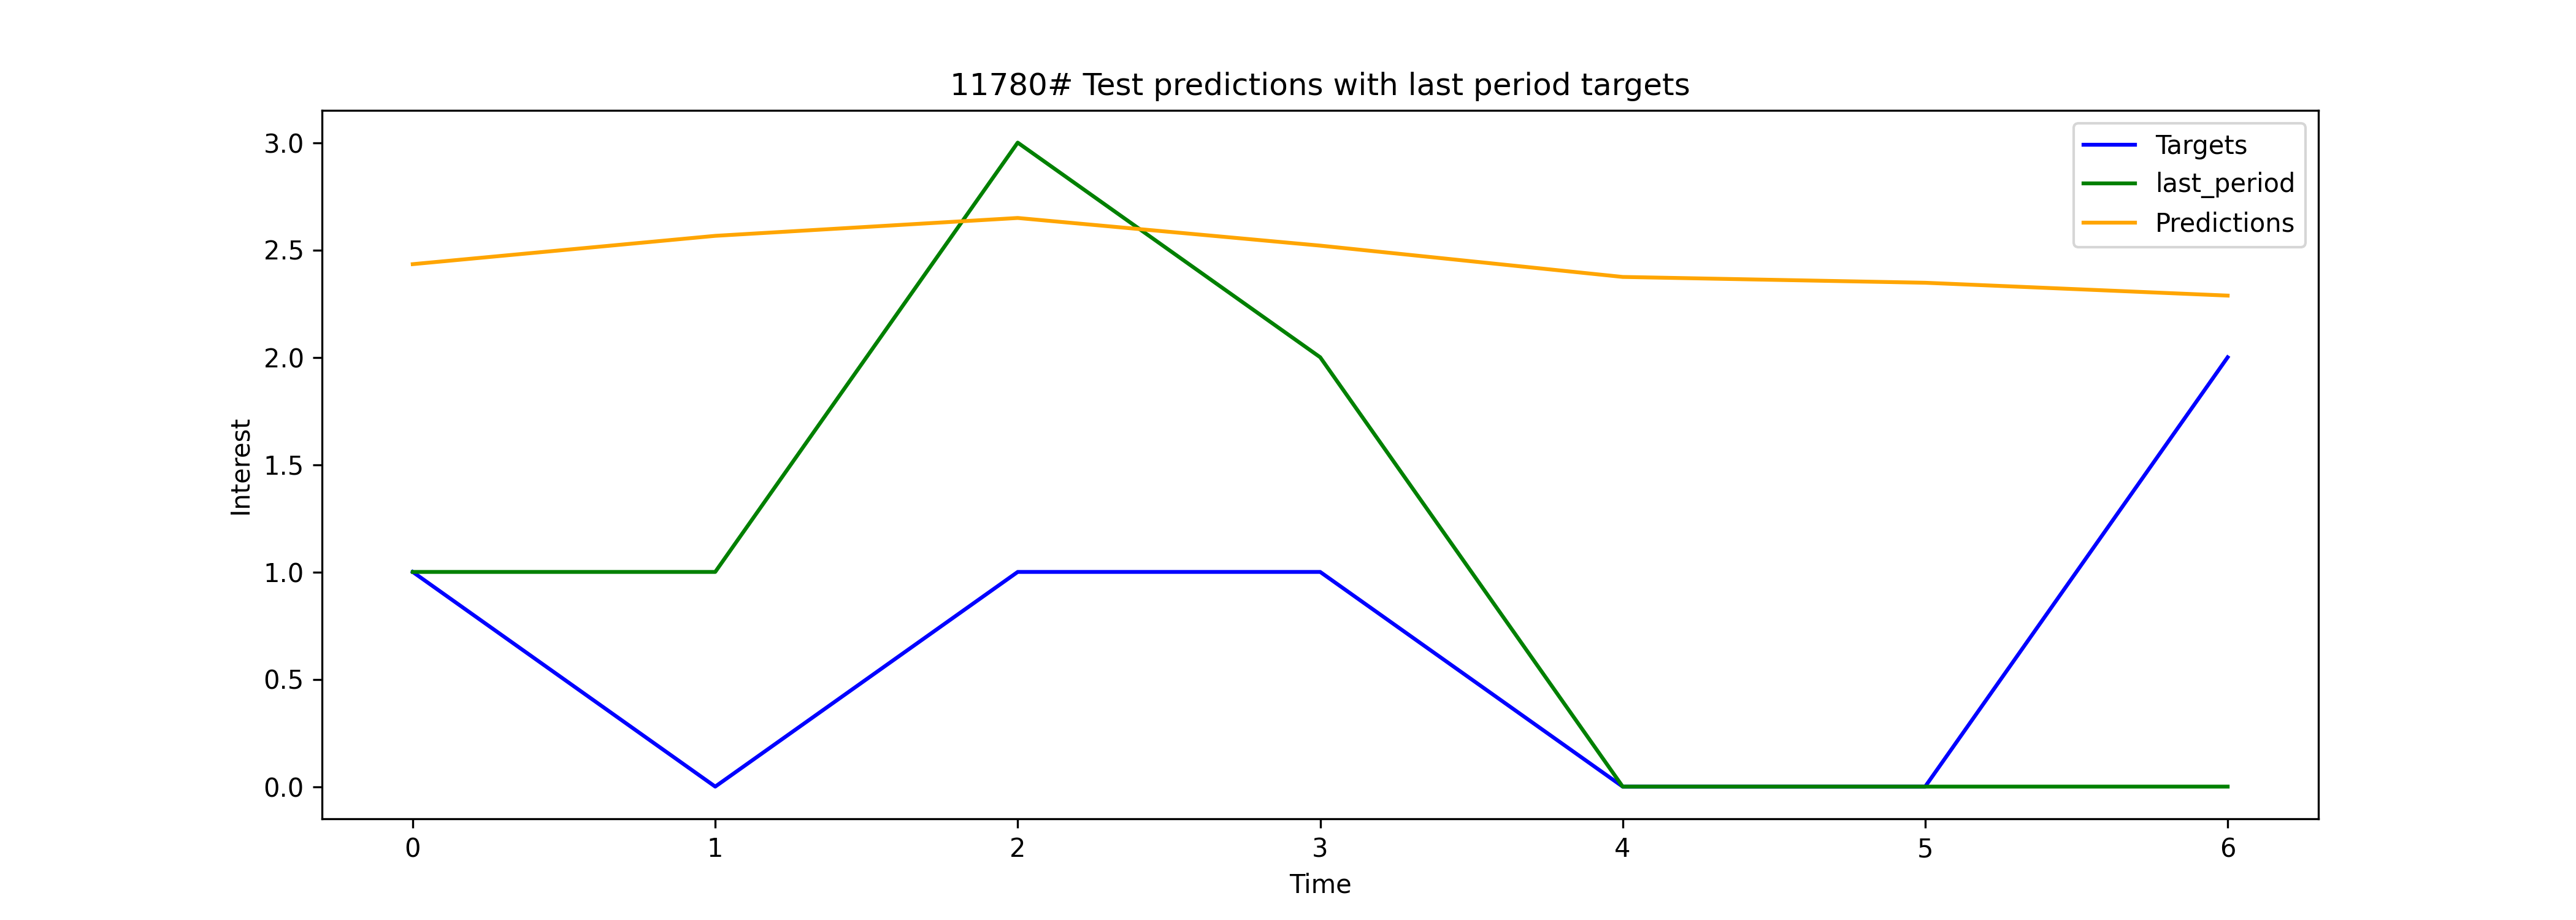 11780# Test predictions with last period targets
Targets
last_period
Predictions
3.0
2.5
2.0
1.5
1.0
0.5
0.0
Interest
0 1 2 3 4 5 6
Time